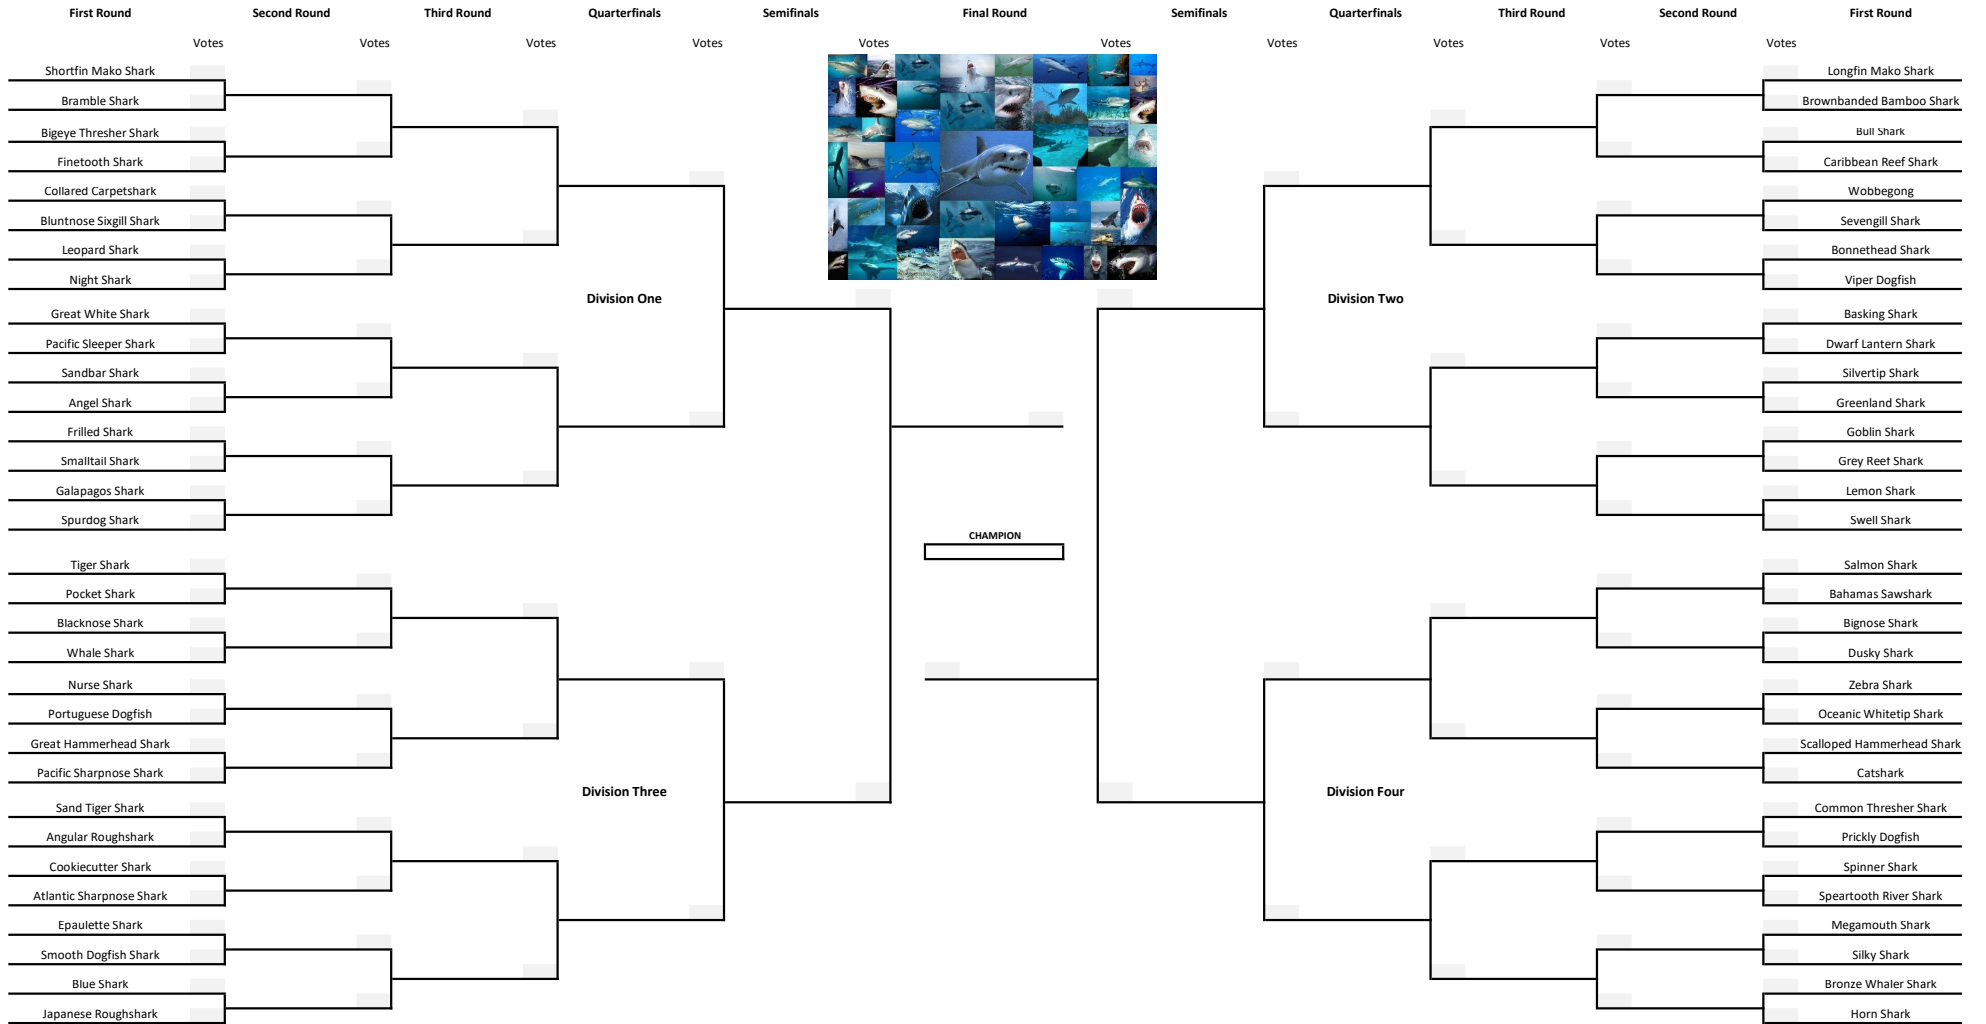 First Round Second Round Third Round Quarterfinals Semifinals Final Round Semifinals Quarterfinals Third Round Second Round First Round
Votes Votes Votes Votes Votes Votes Votes Votes Votes Votes
Shortfin Mako Shark Longfin Mako Shark
Bramble Shark Brownbanded Bamboo Shark
Bigeye Thresher Shark Bull Shark
Finetooth Shark Caribbean Reef Shark
Collared Carpetshark Wobbegong
Bluntnose Sixgill Shark Sevengill Shark
Leopard Shark Bonnethead Shark
Night Shark Viper Dogfish
Division One Division Two
Great White Shark Basking Shark
Pacific Sleeper Shark Dwarf Lantern Shark
Sandbar Shark Silvertip Shark
Angel Shark Greenland Shark
Frilled Shark Goblin Shark
Smalltail Shark Grey Reef Shark
Galapagos Shark Lemon Shark
Spurdog Shark Swell Shark
CHAMPION
Tiger Shark Salmon Shark
Pocket Shark Bahamas Sawshark
Blacknose Shark Bignose Shark
Whale Shark Dusky Shark
Nurse Shark Zebra Shark
Portuguese Dogfish Oceanic Whitetip Shark
Great Hammerhead Shark Scalloped Hammerhead Shark
Pacific Sharpnose Shark Catshark
Division Three Division Four
Sand Tiger Shark Common Thresher Shark
Angular Roughshark Prickly Dogfish
Cookiecutter Shark Spinner Shark
Atlantic Sharpnose Shark Speartooth River Shark
Epaulette Shark Megamouth Shark
Smooth Dogfish Shark Silky Shark
Blue Shark Bronze Whaler Shark
Japanese Roughshark Horn Shark